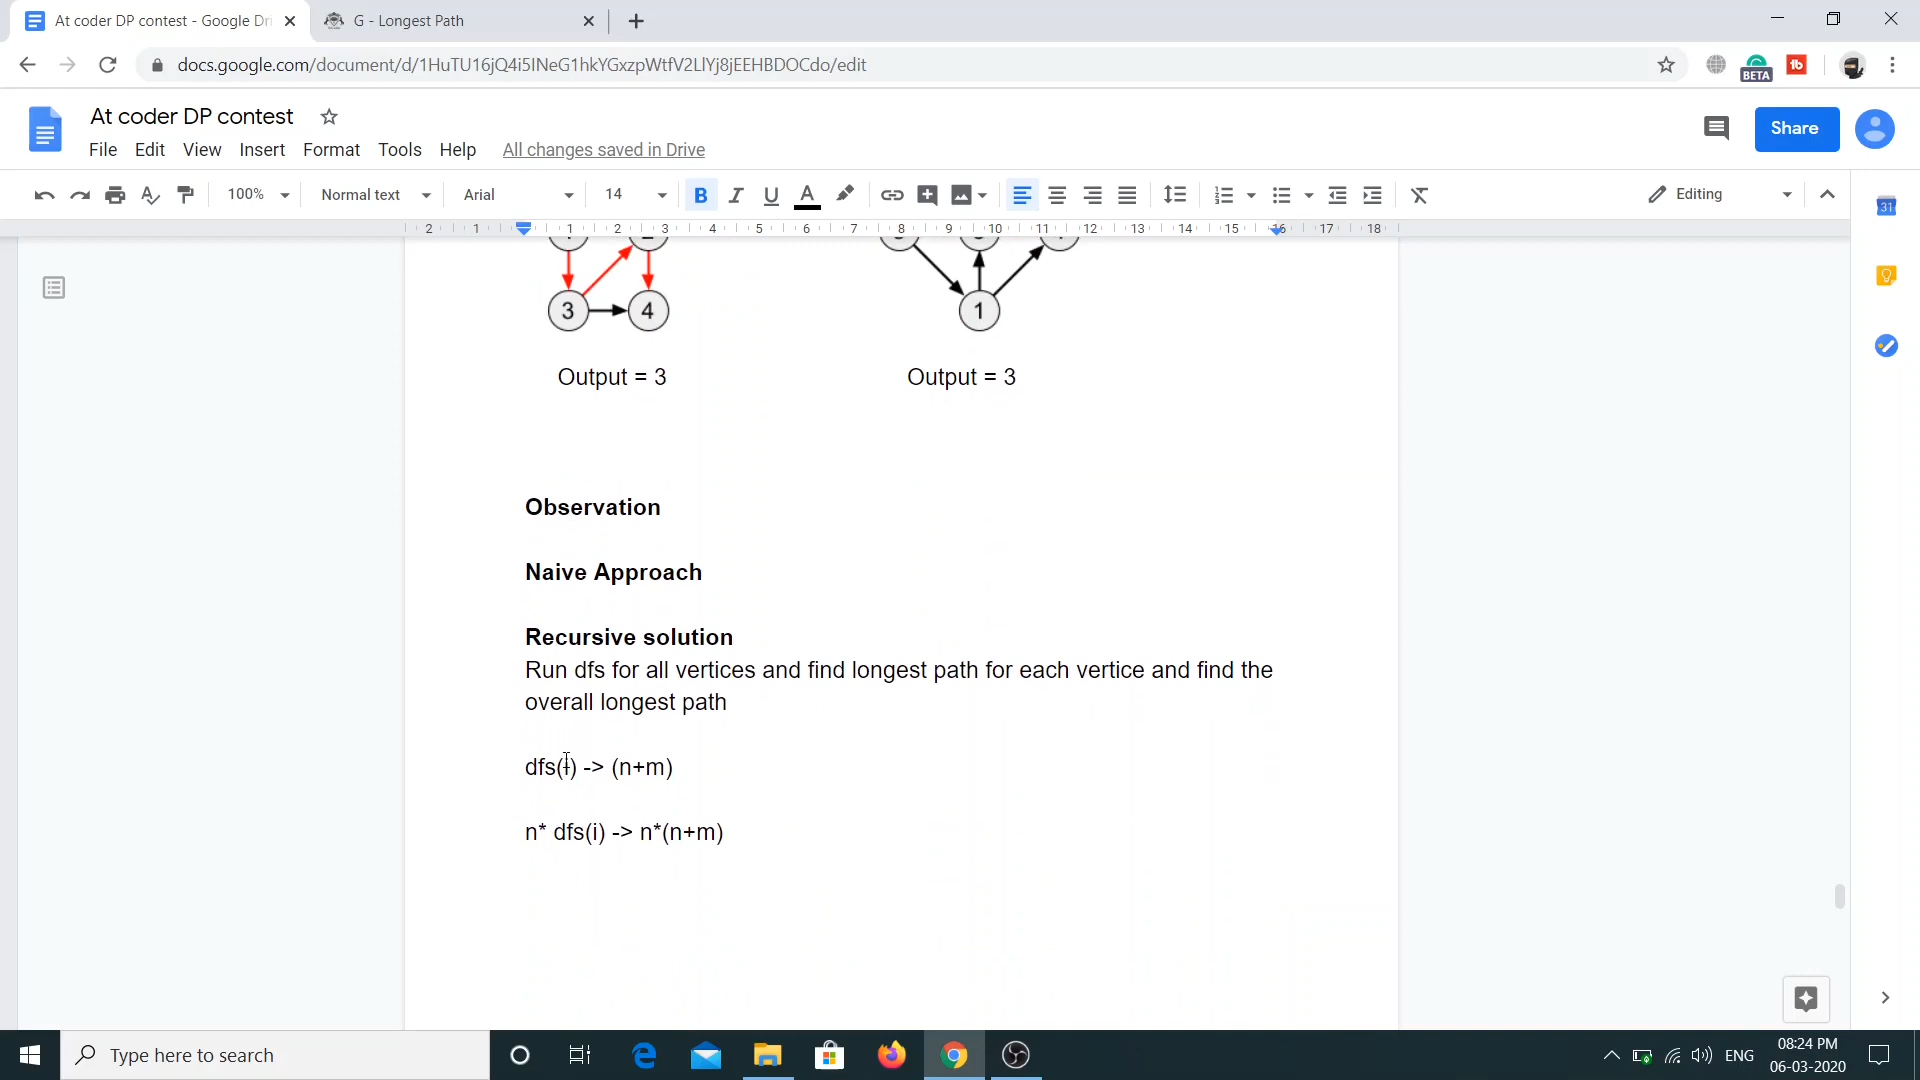 At coder DP contest - Google Dri
G - Longest Path
docs.google.com/document/d/1HuTU16jQ4i5INeG1hkYGxzpWtfV2LlYj8jEEHBDOCdo/edit
BETA
At coder DP contest
File Edit View Insert Format Tools Help All changes saved in Drive
Share
100% Normal text Arial 14 B I U A Editing
31
2 1 1 2 3 4 5 6 7 8 9 10 11 12 13 14 15 16 17 18
3 4 1
Output = 3 Output = 3
Observation
Naive Approach
Recursive solution
Run dfs for all vertices and find longest path for each vertice and find the
overall longest path
dfs(i) -> (n+m)
n* dfs(i) -> n*(n+m)
Type here to search
ENG
08:24 PM
06-03-2020